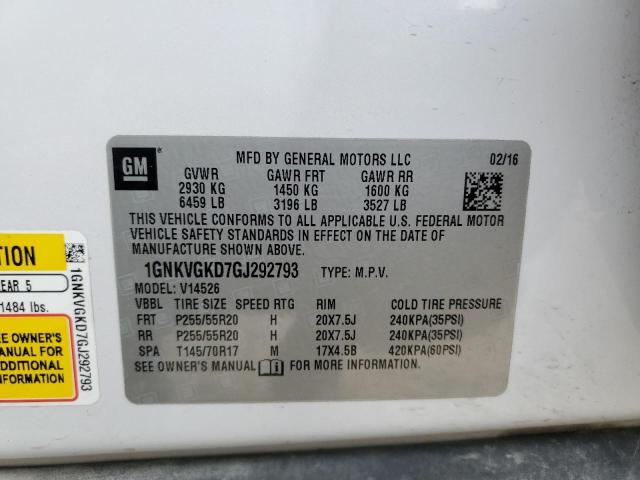 GM
MFD BY GENERAL MOTORS LLC 02/16
GVWR GAWR FRT GAWR RR
2930 KG 1450 KG 1600 KG
6459 LB 3196 LB 3527 LB
THIS VEHICLE CONFORMS TO ALL APPLICABLE U.S. FEDERAL MOTOR
VEHICLE SAFETY STANDARDS IN EFFECT ON THE DATE OF
MANUFACTURE SHOWN ABOVE.
1GNKVGKD7GJ292793 TYPE: M.P.V.
MODEL: V14526
VBBL TIRE SIZE SPEED RTG RIM COLD TIRE PRESSURE
FRT P255/55R20 H 20X7.5J 240KPA(35PSI)
RR P255/55R20 H 20X7.5J 240KPA(35PSI)
SPA T145/70R17 M 17X4.5B 420KPA(60PSI)
SEE OWNER'S MANUAL FOR MORE INFORMATION
TION
EAR 5
1484 lbs.
EE OWNER'S
MANUAL FOR
ADDITIONAL
INFORMATION
1GNKVGKD7GJ292793